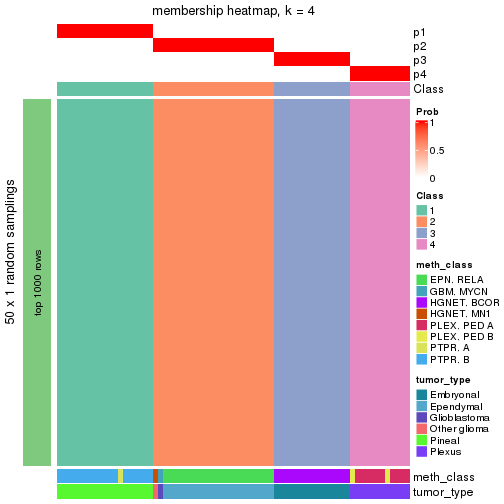 membership heatmap, k = 4
p1
p2
p3
p4
Class
50 x 1 random samplings
top 1000 rows
Prob
1
0.5
0
Class
1
2
3
4
meth_class
EPN. RELA
GBM. MYCN
HGNET. BCOR
HGNET. MN1
PLEX. PED A
PLEX. PED B
PTPR. A
PTPR. B
tumor_type
Embryonal
Ependymal
Glioblastoma
Other glioma
Pineal
Plexus
meth_class
tumor_type